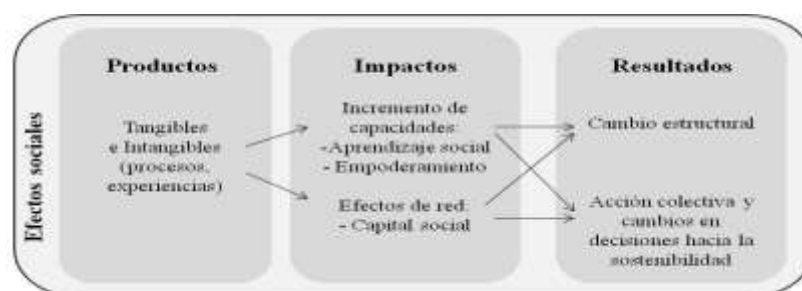 Efectos sociales
Productos
Tangibles
e Intangibles
(procesos,
experiencias)
Impactos
Incremento de
capacidades:
-Aprendizaje social
- Empoderamiento
Efectos de red:
- Capital social
Resultados
Cambio estructural
Acción colectiva y
cambios en
decisiones hacia la
sostenibilidad